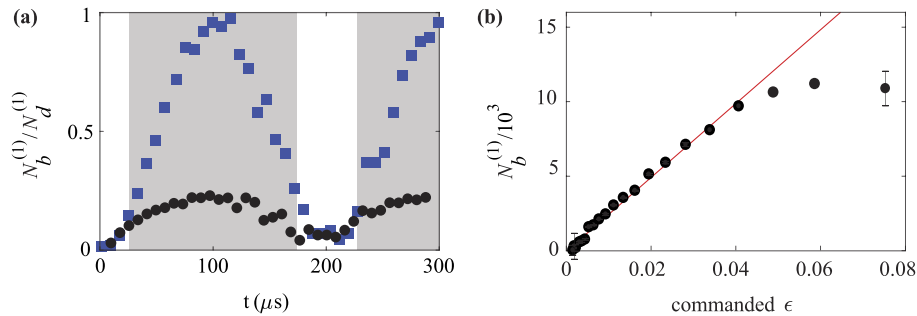 (a)
N_b^(1)/N_d^(1)
1
0.5
0
0 100 200 300
t (μs)
(b)
N_b^(1)/10^3
15
10
5
0
0 0.02 0.04 0.06 0.08
commanded ϵ